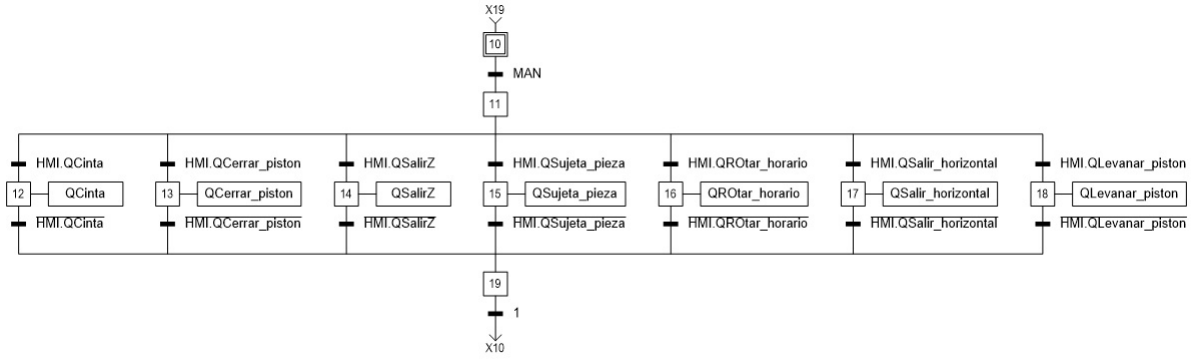 X19
10
MAN
11
HMI.QCinta HMI.QCerrar_piston HMI.QSalirZ HMI.QSujeta_pieza HMI.QROtar_horario HMI.QSalir_horizontal HMI.QLevanar_piston
12 QCinta 13 QCerrar_piston 14 QSalirZ 15 QSujeta_pieza 16 QROtar_horario 17 QSalir_horizontal 18 QLevanar_piston
HMI.QCinta HMI.QCerrar_piston HMI.QSalirZ HMI.QSujeta_pieza HMI.QROtar_horario HMI.QSalir_horizontal HMI.QLevanar_piston
19
1
X10